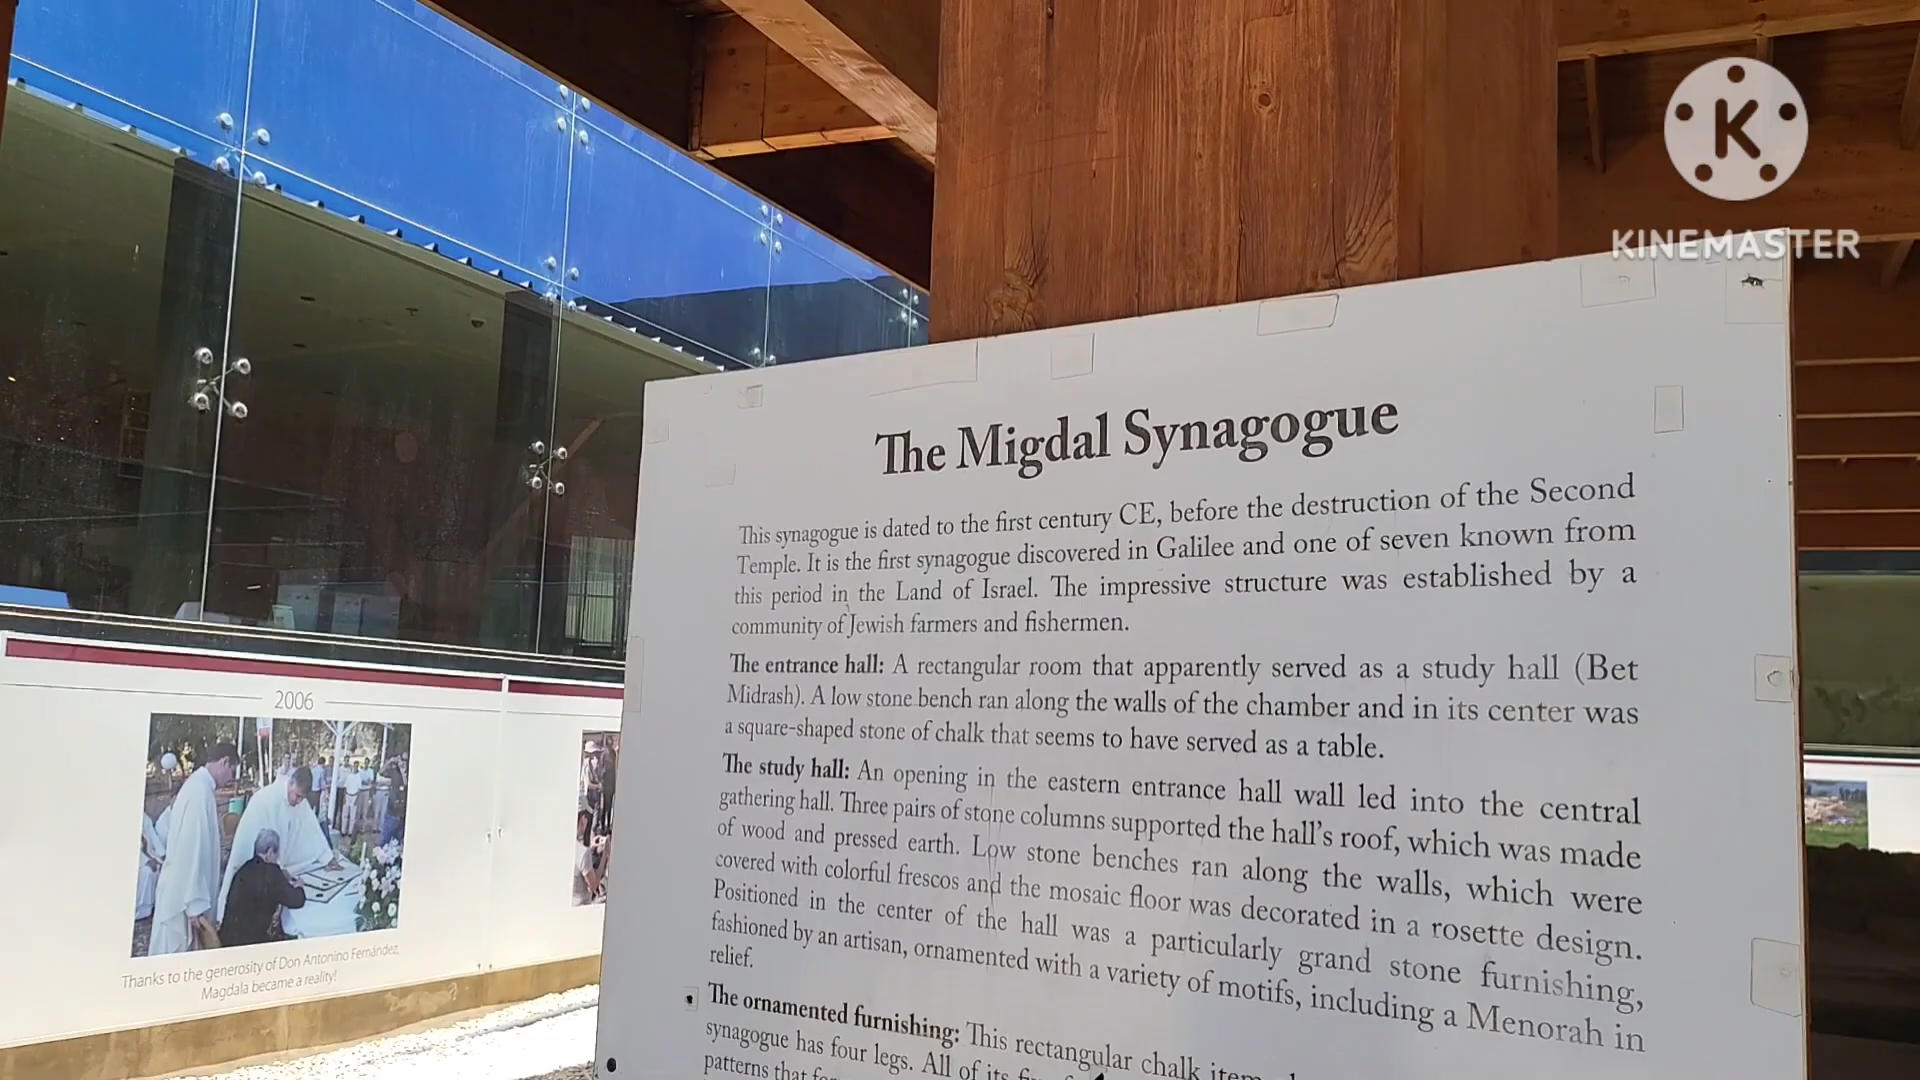 K
KINEMASTER
The Migdal Synagogue
This synagogue is dated to the first century CE, before the destruction of the Second
Temple. It is the first synagogue discovered in Galilee and one of seven known from
this period in the Land of Israel. The impressive structure was established by a
community of Jewish farmers and fishermen.
The entrance hall: A rectangular room that apparently served as a study hall (Bet
Midrash). A low stone bench ran along the walls of the chamber and in its center was
a square-shaped stone of chalk that seems to have served as a table.
The study hall: An opening in the eastern entrance hall wall led into the central
gathering hall. Three pairs of stone columns supported the hall's roof, which was made
of wood and pressed earth. Low stone benches ran along the walls, which were
covered with colorful frescos and the mosaic floor was decorated in a rosette design.
Positioned in the center of the hall was a particularly grand stone furnishing,
fashioned by an artisan, ornamented with a variety of motifs, including a Menorah in
relief.
The ornamented furnishing: This rectangular chalk item
synagogue has four legs. All of its
patterns that
2006
Thanks to the generosity of Don Antonino Fernández,
Magdala became a reality!